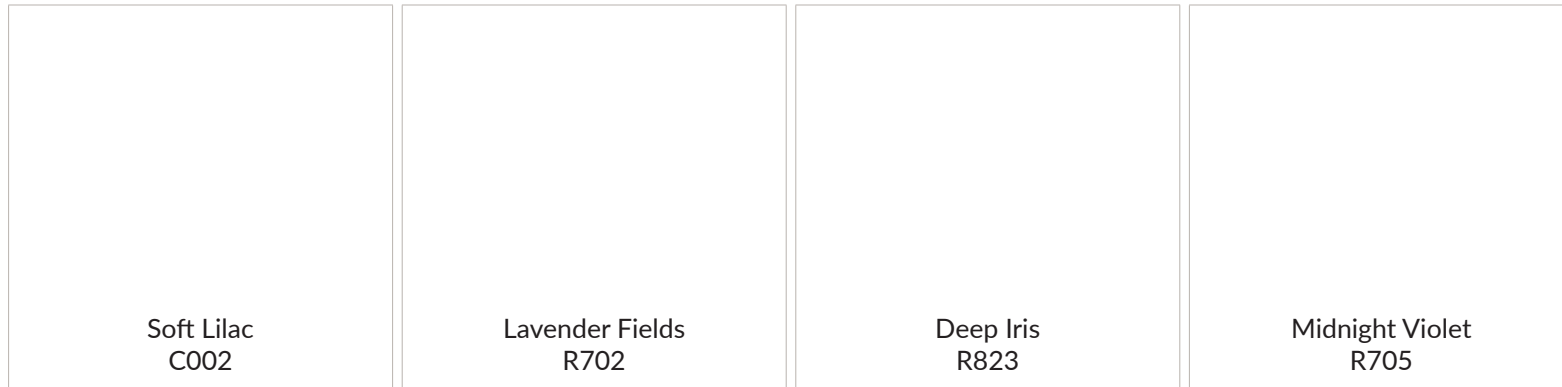 Soft Lilac
C002
Lavender Fields
R702
Deep Iris
R823
Midnight Violet
R705